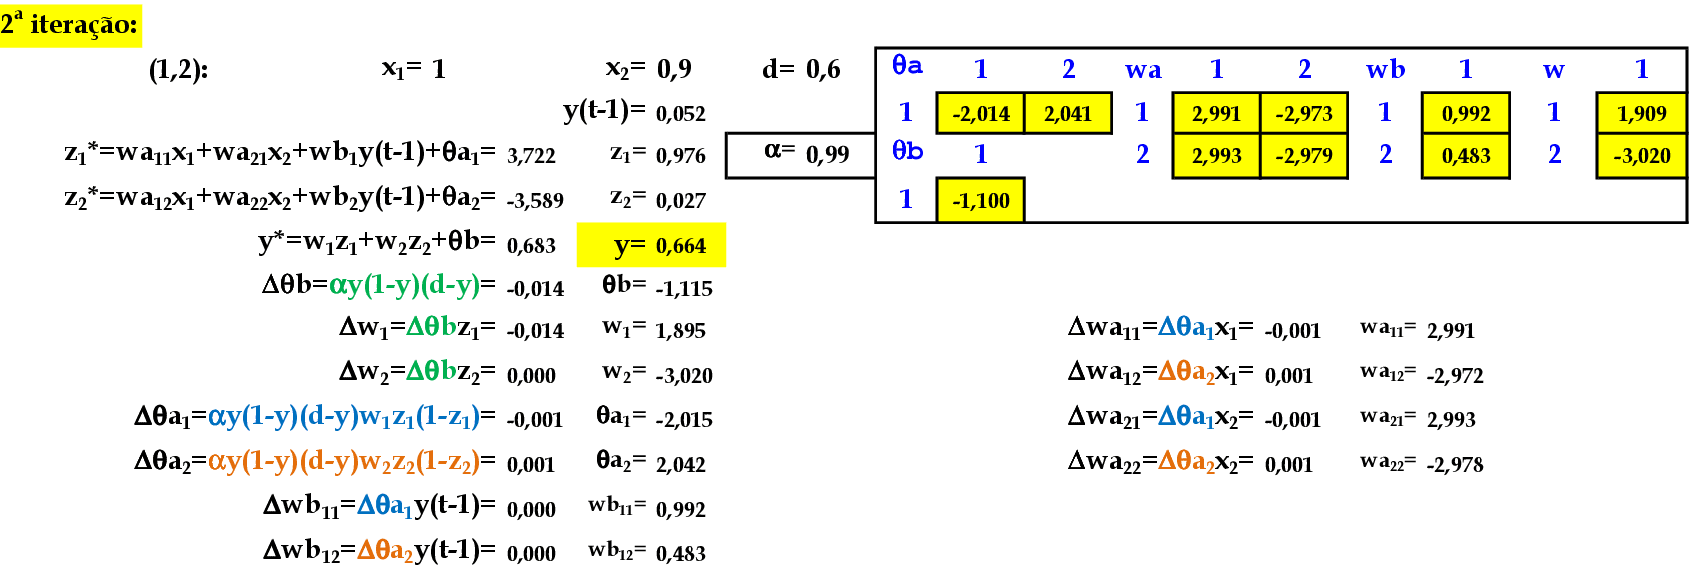 2ª iteração:
(1,2): x₁= 1 x₂= 0,9 d= 0,6 θa 1 2 wa 1 2 wb 1 w 1
y(t-1)= 0,052 1 -2,014 2,041 1 2,991 -2,973 1 0,992 1 1,909
z₁*=wa₁₁x₁+wa₂₁x₂+wb₁y(t-1)+θa₁= 3,722 z₁= 0,976 α= 0,99 θb 1 2 2,993 -2,979 2 0,483 2 -3,020
z₂*=wa₁₂x₁+wa₂₂x₂+wb₂y(t-1)+θa₂= -3,589 z₂= 0,027 1 -1,100
y*=w₁z₁+w₂z₂+θb= 0,683 y= 0,664
Δθb=αy(1-y)(d-y)= -0,014 θb= -1,115
Δw₁=Δθbz₁= -0,014 w₁= 1,895 Δwa₁₁=Δθa₁x₁= -0,001 wa₁₁= 2,991
Δw₂=Δθbz₂= 0,000 w₂= -3,020 Δwa₁₂=Δθa₂x₁= 0,001 wa₁₂= -2,972
Δθa₁=αy(1-y)(d-y)w₁z₁(1-z₁)= -0,001 θa₁= -2,015 Δwa₂₁=Δθa₁x₂= -0,001 wa₂₁= 2,993
Δθa₂=αy(1-y)(d-y)w₂z₂(1-z₂)= 0,001 θa₂= 2,042 Δwa₂₂=Δθa₂x₂= 0,001 wa₂₂= -2,978
Δwb₁₁=Δθa₁y(t-1)= 0,000 wb₁₁= 0,992
Δwb₁₂=Δθa₂y(t-1)= 0,000 wb₁₂= 0,483